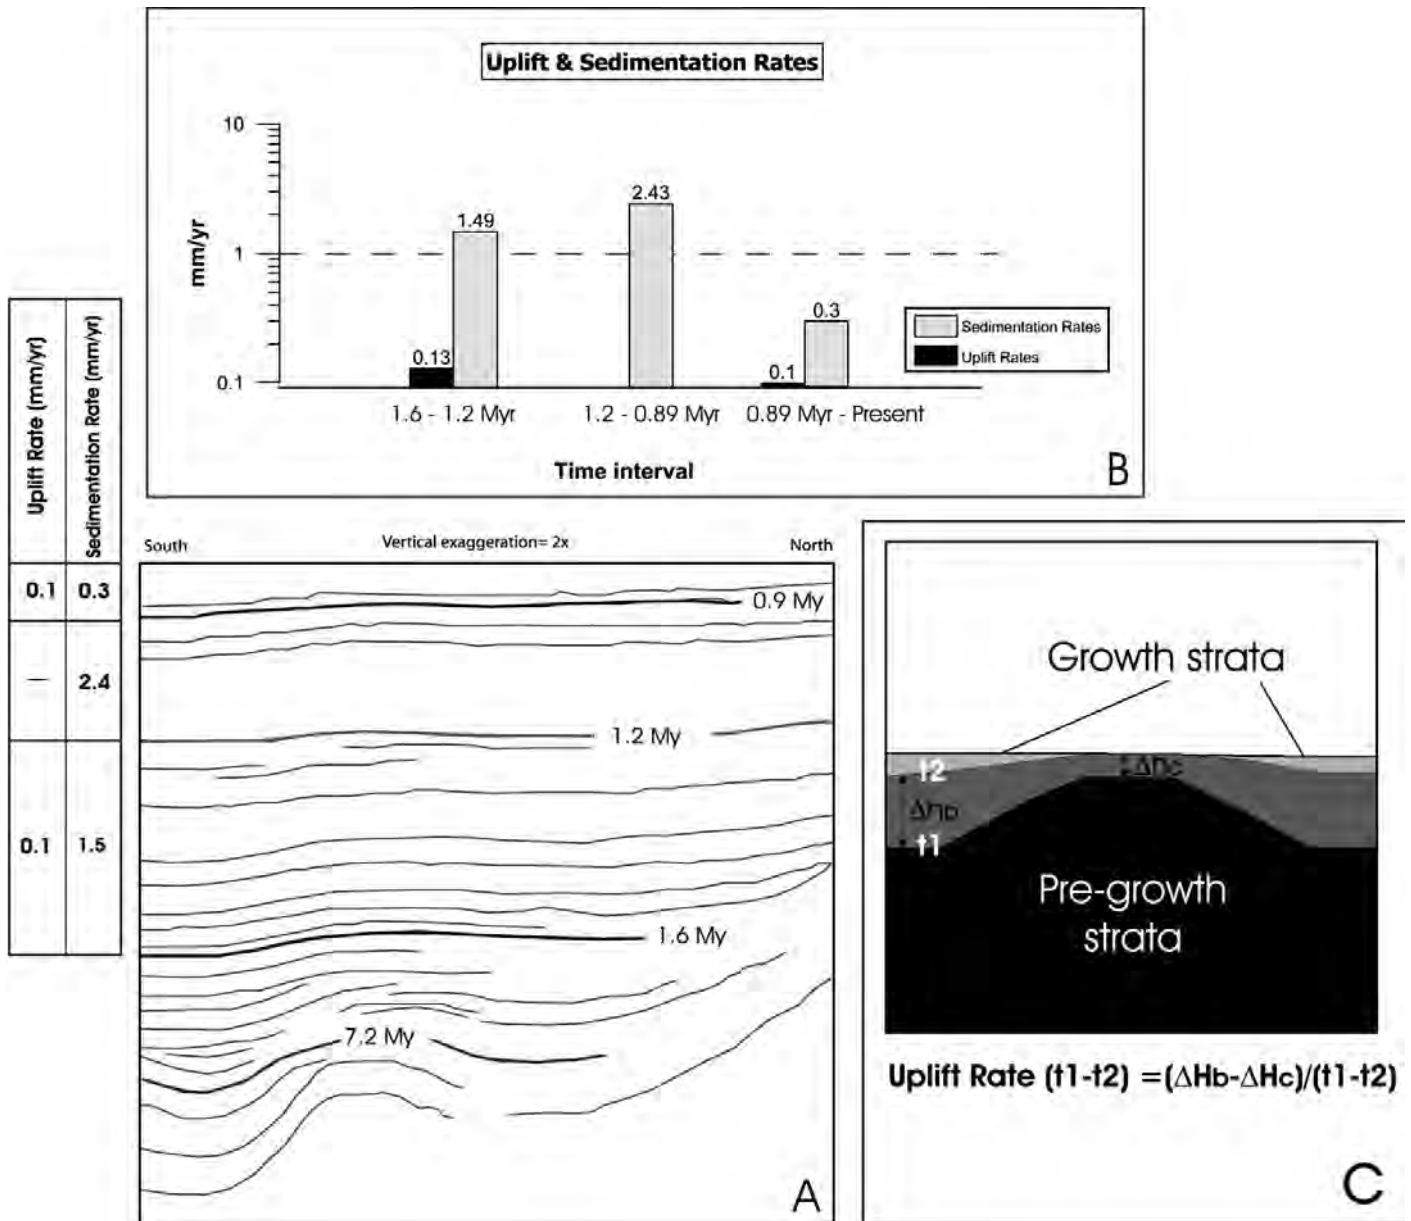 Uplift & Sedimentation Rates
10
1
0.1
mm/yr
0.13
1.49
2.43
0.1
0.3
Sedimentation Rates
Uplift Rates
1.6 - 1.2 Myr
1.2 - 0.89 Myr
0.89 Myr - Present
Time interval
B
Uplift Rate (mm/yr)
Sedimentation Rate (mm/yr)
0.1 0.3
— 2.4
0.1 1.5
South
Vertical exaggeration= 2x
North
0.9 My
1.2 My
1.6 My
7.2 My
A
Growth strata
t2
Δhc
Δhb
t1
Pre-growth
strata
Uplift Rate (t1-t2) =(ΔHb-ΔHc)/(t1-t2)
C